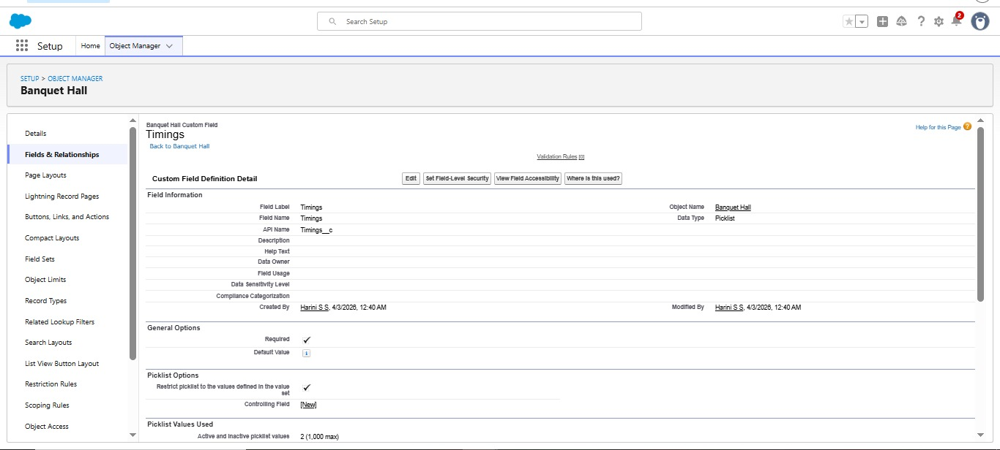 Search Setup
2
Setup
Home
Object Manager
SETUP > OBJECT MANAGER
Banquet Hall
Details
Fields & Relationships
Page Layouts
Lightning Record Pages
Buttons, Links, and Actions
Compact Layouts
Field Sets
Object Limits
Record Types
Related Lookup Filters
Search Layouts
List View Button Layout
Restriction Rules
Scoping Rules
Object Access
Banquet Hall Custom Field
Timings
Back to Banquet Hall
Help for this Page ?
Validation Rules [0]
Custom Field Definition Detail
Edit Set Field-Level Security View Field Accessibility Where is this used?
Field Information
Field Label Timings Object Name Banquet Hall
Field Name Timings Data Type Picklist
API Name Timings__c
Description
Help Text
Data Owner
Field Usage
Data Sensitivity Level
Compliance Categorization
Created By Harini S S, 4/3/2026, 12:40 AM Modified By Harini S S, 4/3/2026, 12:40 AM
General Options
Required ✓
Default Value i
Picklist Options
Restrict picklist to the values defined in the value
set ✓
Controlling Field [New]
Picklist Values Used
Active and inactive picklist values 2 (1,000 max)